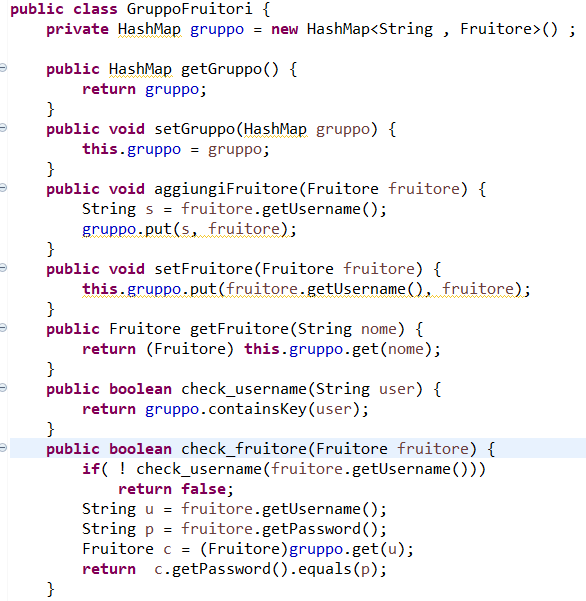 public class GruppoFruitori {
    private HashMap gruppo = new HashMap<String , Fruitore>() ;

    public HashMap getGruppo() {
        return gruppo;
    }
    public void setGruppo(HashMap gruppo) {
        this.gruppo = gruppo;
    }
    public void aggiungiFruitore(Fruitore fruitore) {
        String s = fruitore.getUsername();
        gruppo.put(s, fruitore);
    }
    public void setFruitore(Fruitore fruitore) {
        this.gruppo.put(fruitore.getUsername(), fruitore);
    }
    public Fruitore getFruitore(String nome) {
        return (Fruitore) this.gruppo.get(nome);
    }
    public boolean check_username(String user) {
        return gruppo.containsKey(user);
    }
    public boolean check_fruitore(Fruitore fruitore) {
        if( ! check_username(fruitore.getUsername()))
            return false;
        String u = fruitore.getUsername();
        String p = fruitore.getPassword();
        Fruitore c = (Fruitore)gruppo.get(u);
        return  c.getPassword().equals(p);
    }